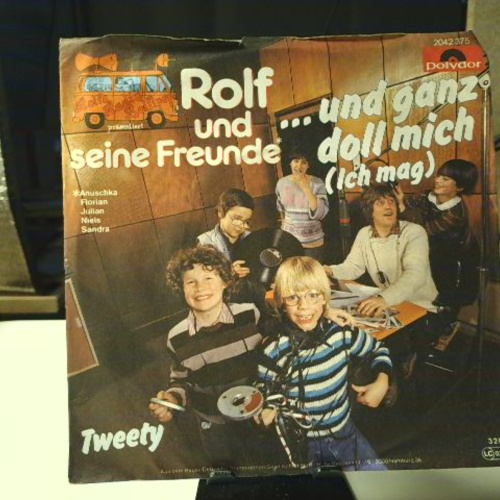 2042 375
polydor
präsentiert
Rolf
und
seine Freunde
... und ganz
doll mich
(Ich mag)
Anuschka
Florian
Julian
Niels
Sandra
Tweety
LC